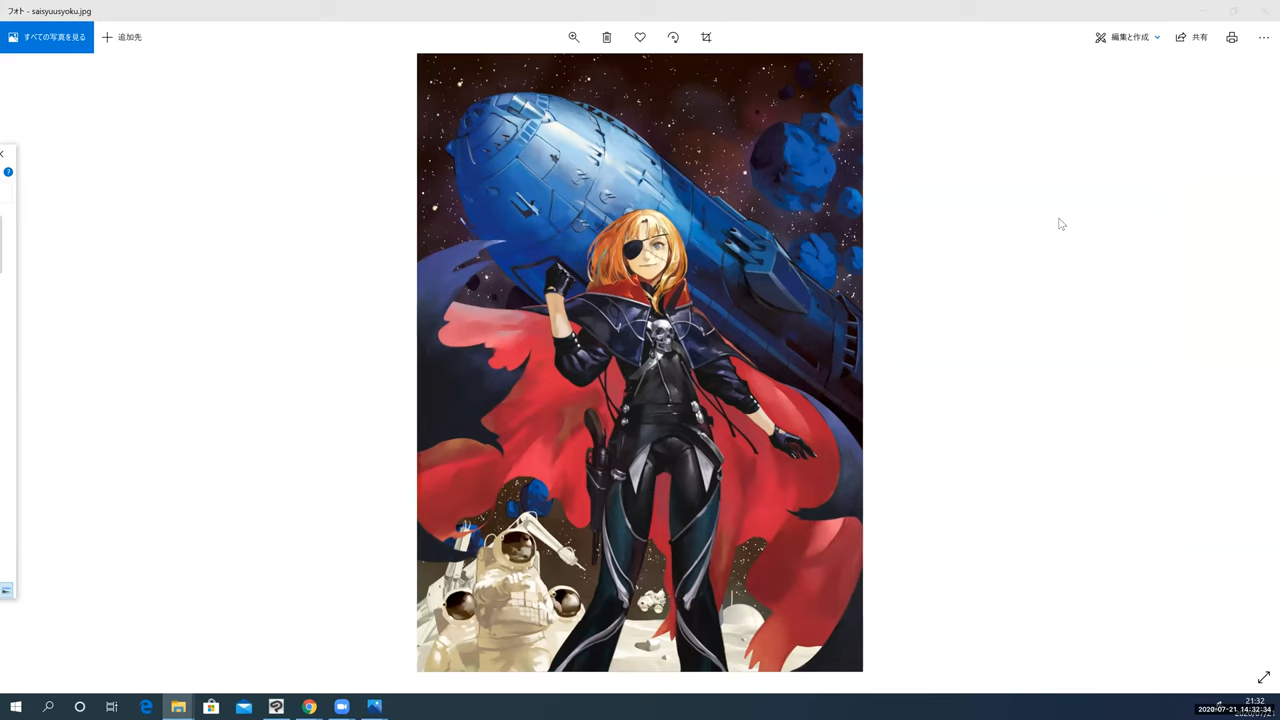 フォト - saisyuusyoku.jpg
すべての写真を見る
追加先
編集と作成
共有
21:32
2020-07-21 14:32:34